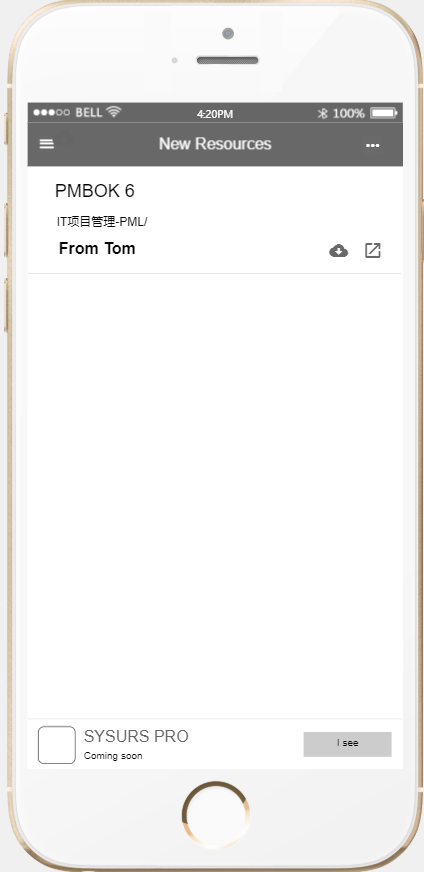 BELL 4:20PM 100%
New Resources
PMBOK 6
IT项目管理-PML/
From Tom
SYSURS PRO
Coming soon
I see